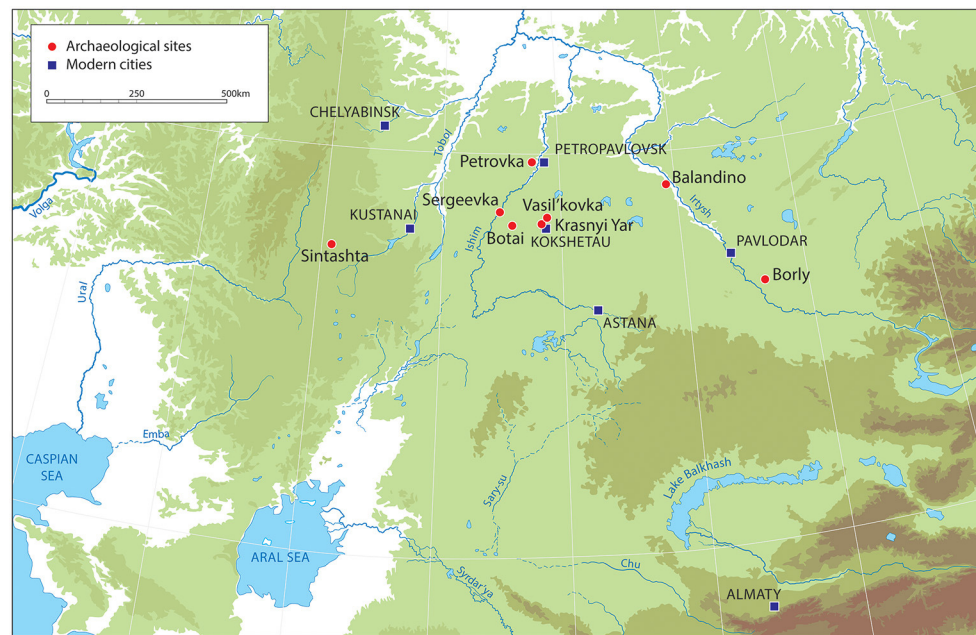 Archaeological sites
Modern cities
0 250 500km
CHELYABINSK
Tobol
Petrovka
PETROPAVLOVSK
Balandino
Volga
Sergeevka
Vasil’kovka
Irtysh
KUSTANAI
Krasnyi Yar
Ishim
Botai
KOKSHETAU
PAVLODAR
Sintashta
Borly
Ural
ASTANA
Emba
CASPIAN
SEA
Lake Balkhash
Sary-su
ARAL SEA
Syrdar'ya
Chu
ALMATY